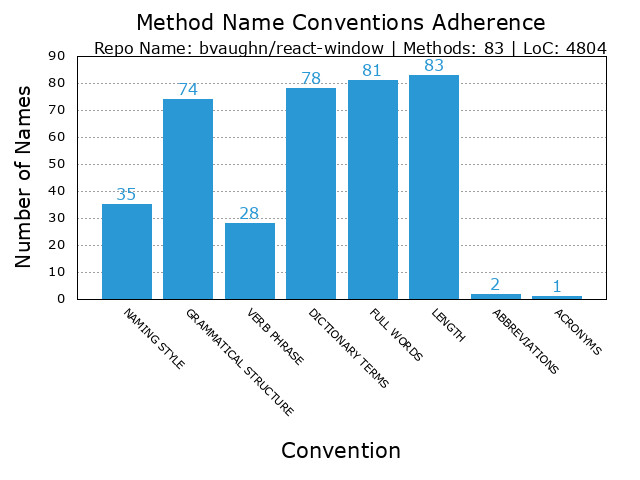 Method Name Conventions Adherence
Repo Name: bvaughn/react-window | Methods: 83 | LoC: 4804
Number of Names
90
80
70
60
50
40
30
20
10
0
35
74
28
78
81
83
2
1
NAMING STYLE
GRAMMATICAL STRUCTURE
VERB PHRASE
DICTIONARY TERMS
FULL WORDS
LENGTH
ABBREVIATIONS
ACRONYMS
Convention